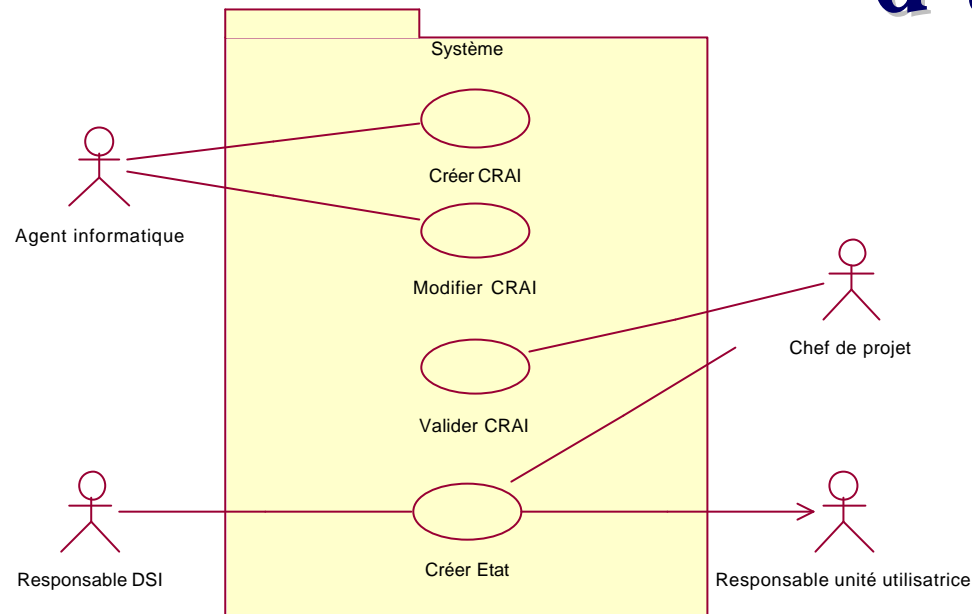 Système
Créer CRAI
Agent informatique
Modifier CRAI
Chef de projet
Valider CRAI
Créer Etat
Responsable DSI
Responsable unité utilisatrice